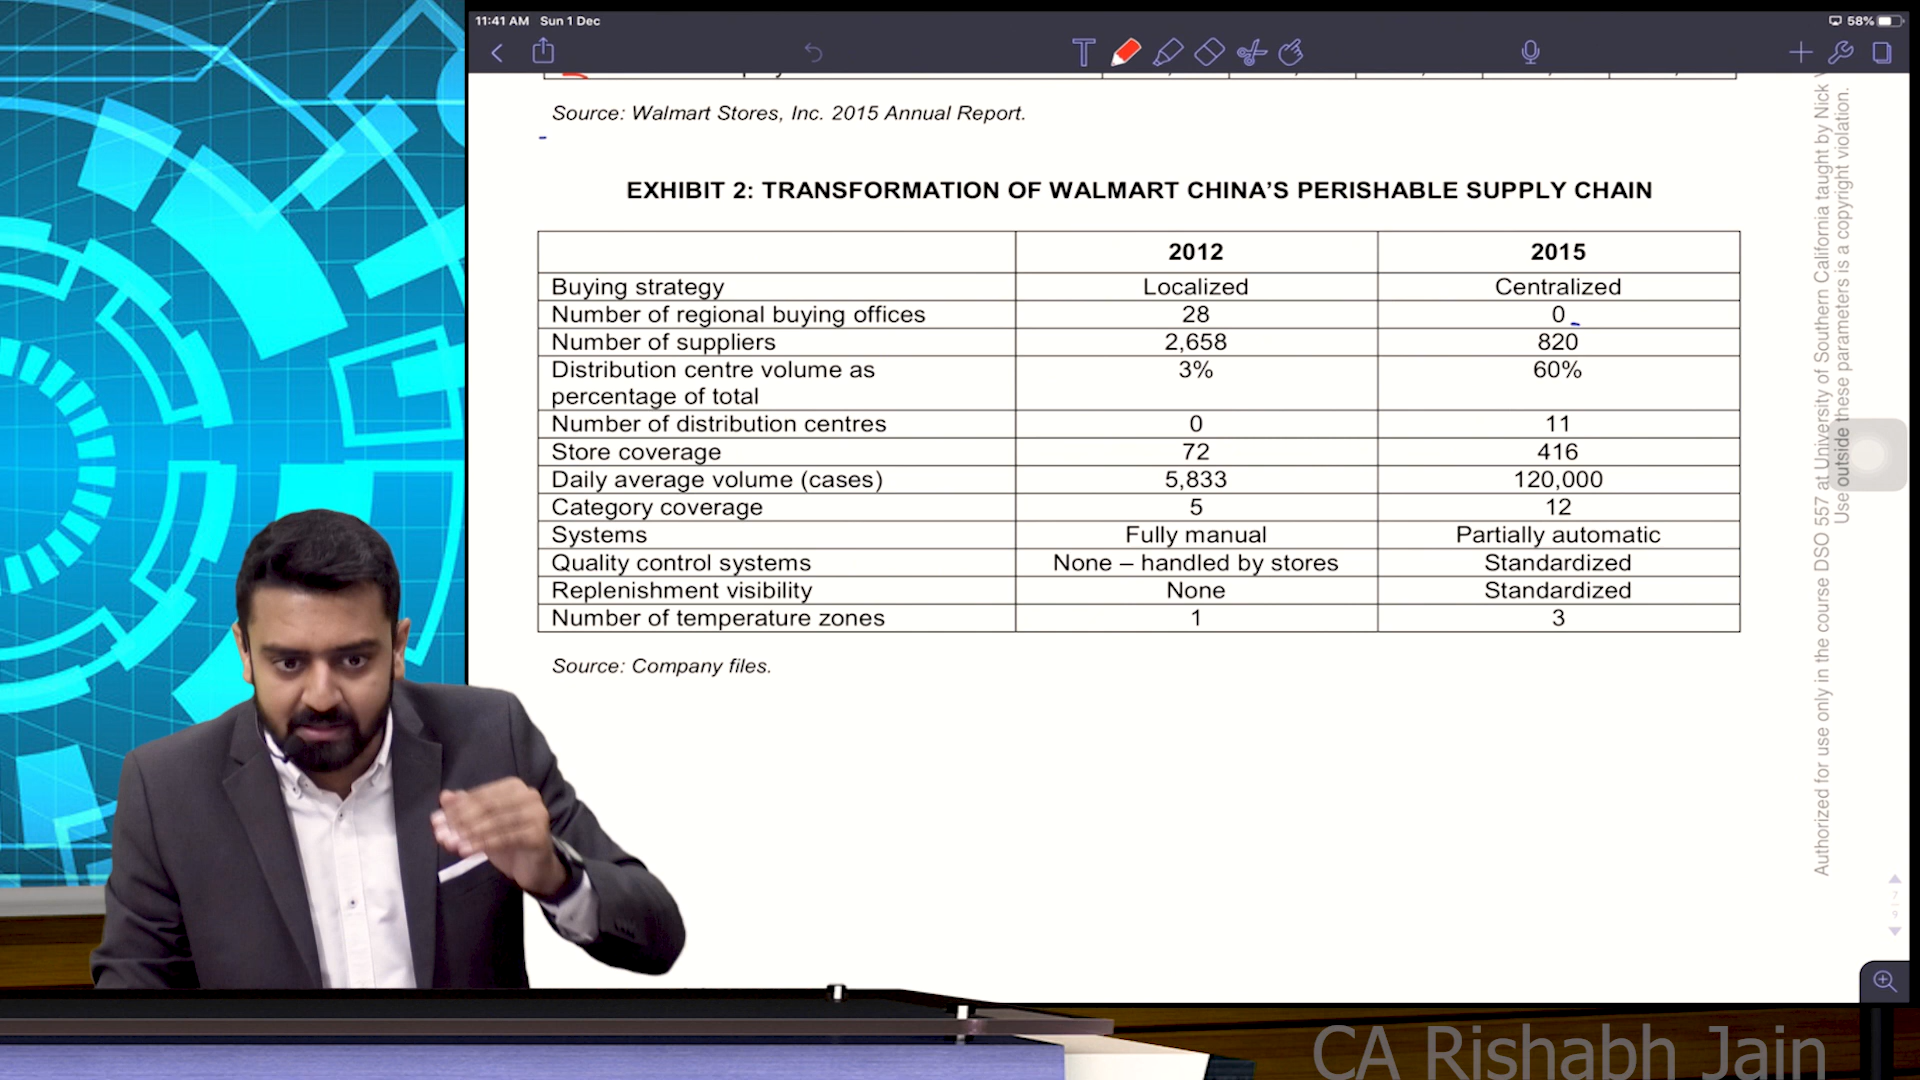 11:41 AM Sun 1 Dec
58%
Source: Walmart Stores, Inc. 2015 Annual Report.
EXHIBIT 2: TRANSFORMATION OF WALMART CHINA'S PERISHABLE SUPPLY CHAIN
2012 2015
Buying strategy Localized Centralized
Number of regional buying offices 28 0
Number of suppliers 2,658 820
Distribution centre volume as percentage of total 3% 60%
Number of distribution centres 0 11
Store coverage 72 416
Daily average volume (cases) 5,833 120,000
Category coverage 5 12
Systems Fully manual Partially automatic
Quality control systems None – handled by stores Standardized
Replenishment visibility None Standardized
Number of temperature zones 1 3
Source: Company files.
Authorized for use only in the course DSO 557 at University of Southern California taught by Nick
Use outside these parameters is a copyright violation.
7
9
CA Rishabh Jain